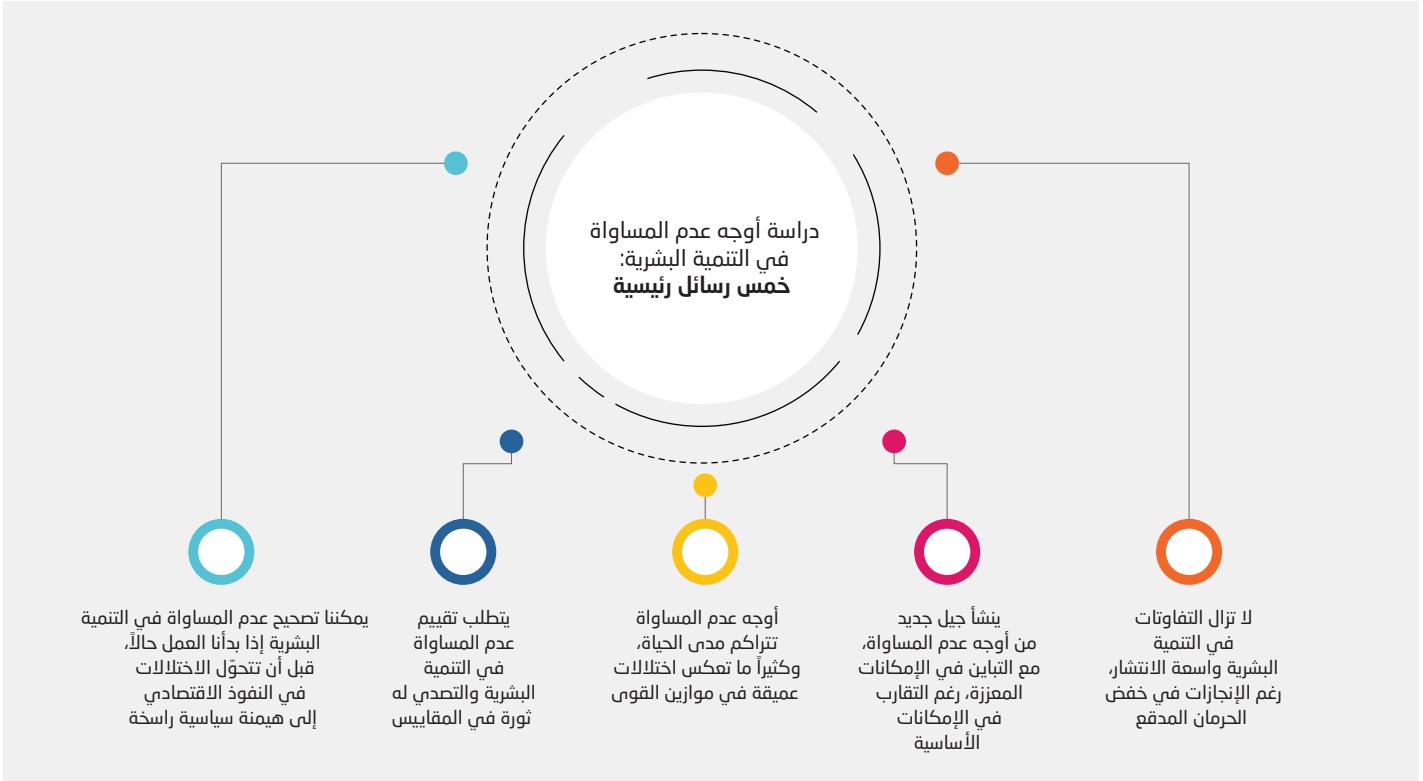 دراسة أوجه عدم المساواة
في التنمية البشرية:
خمس رسائل رئيسية
لا تزال التفاوتات
في التنمية
البشرية واسعة الانتشار،
رغم الإنجازات في خفض
الحرمان المدقع
ينشأ جيل جديد
من أوجه عدم المساواة،
مع التباين في الإمكانات
المعززة، رغم التقارب
في الإمكانات
الأساسية
أوجه عدم المساواة
تتراكم مدى الحياة،
وكثيراً ما تعكس اختلالات
عميقة في موازين القوى
يتطلب تقييم
عدم المساواة
في التنمية
البشرية والتصدي له
ثورة في المقاييس
يمكننا تصحيح عدم المساواة في التنمية
البشرية إذا بدأنا العمل حالاً،
قبل أن تتحوّل الاختلالات
في النفوذ الاقتصادي
إلى هيمنة سياسية راسخة